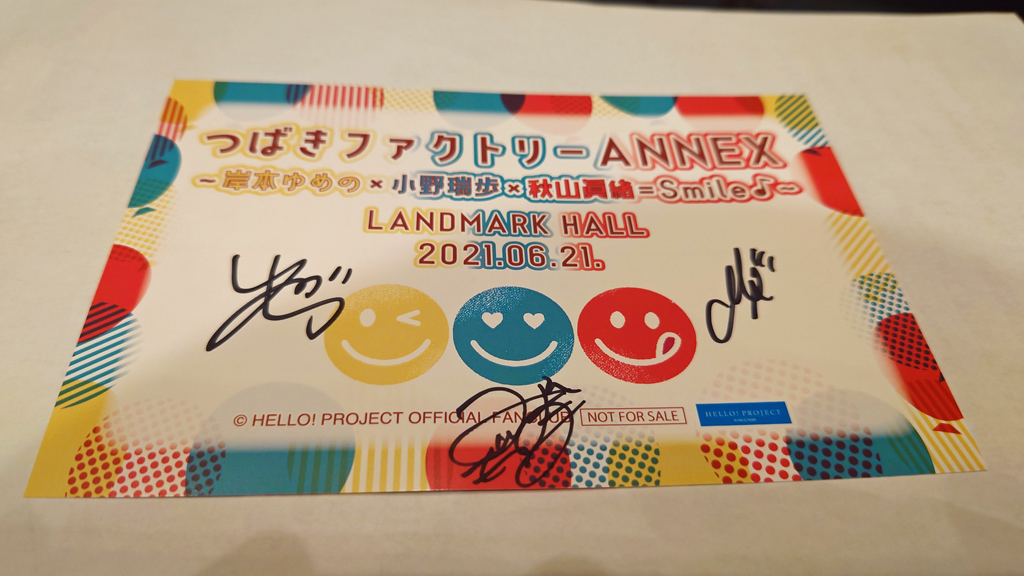 つばきファクトリーANNEX
~岸本ゆめの×小野瑞歩×秋山眞緒=Smile♪~
LANDMARK HALL
2021.06.21.
© HELLO! PROJECT OFFICIAL FANCLUB
NOT FOR SALE
HELLO! PROJECT